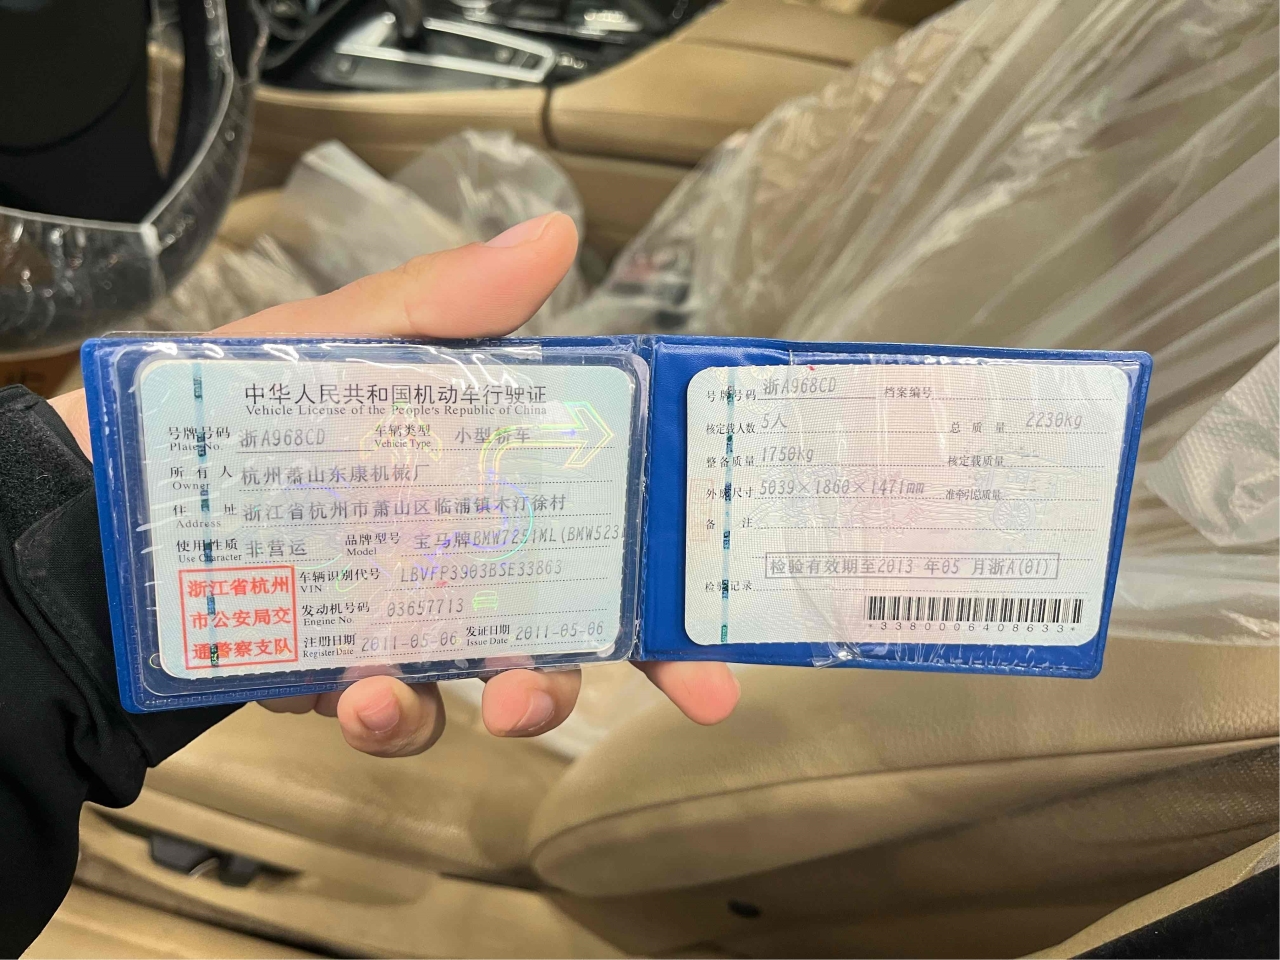 中华人民共和国机动车行驶证
Vehicle License of the People's Republic of China
号牌号码 浙A968CD 车辆类型 小型轿车
Plate No. Vehicle Type
所有人 杭州萧山东康机械厂
Owner
住址 浙江省杭州市萧山区临浦镇木汀徐村
Address
使用性质 非营运 品牌型号 宝马牌BMW7251ML(BMW523
Use Character Model
浙江省杭州
市公安局交
通警察支队
车辆识别代号 LBVFP3903BSE33863
VIN
发动机号码 03657713
Engine No.
注册日期 2011-05-06 发证日期 2011-05-06
Register Date Issue Date
号牌号码 浙A968CD 档案编号
核定载人数 5人 总质量 2230kg
整备质量 1750kg 核定载质量 --
外廓尺寸 5039×1860×1471mm 准牵引总质量 --
备注
检验有效期至2013 年05 月浙A(01)
检验记录
*3380006408633*